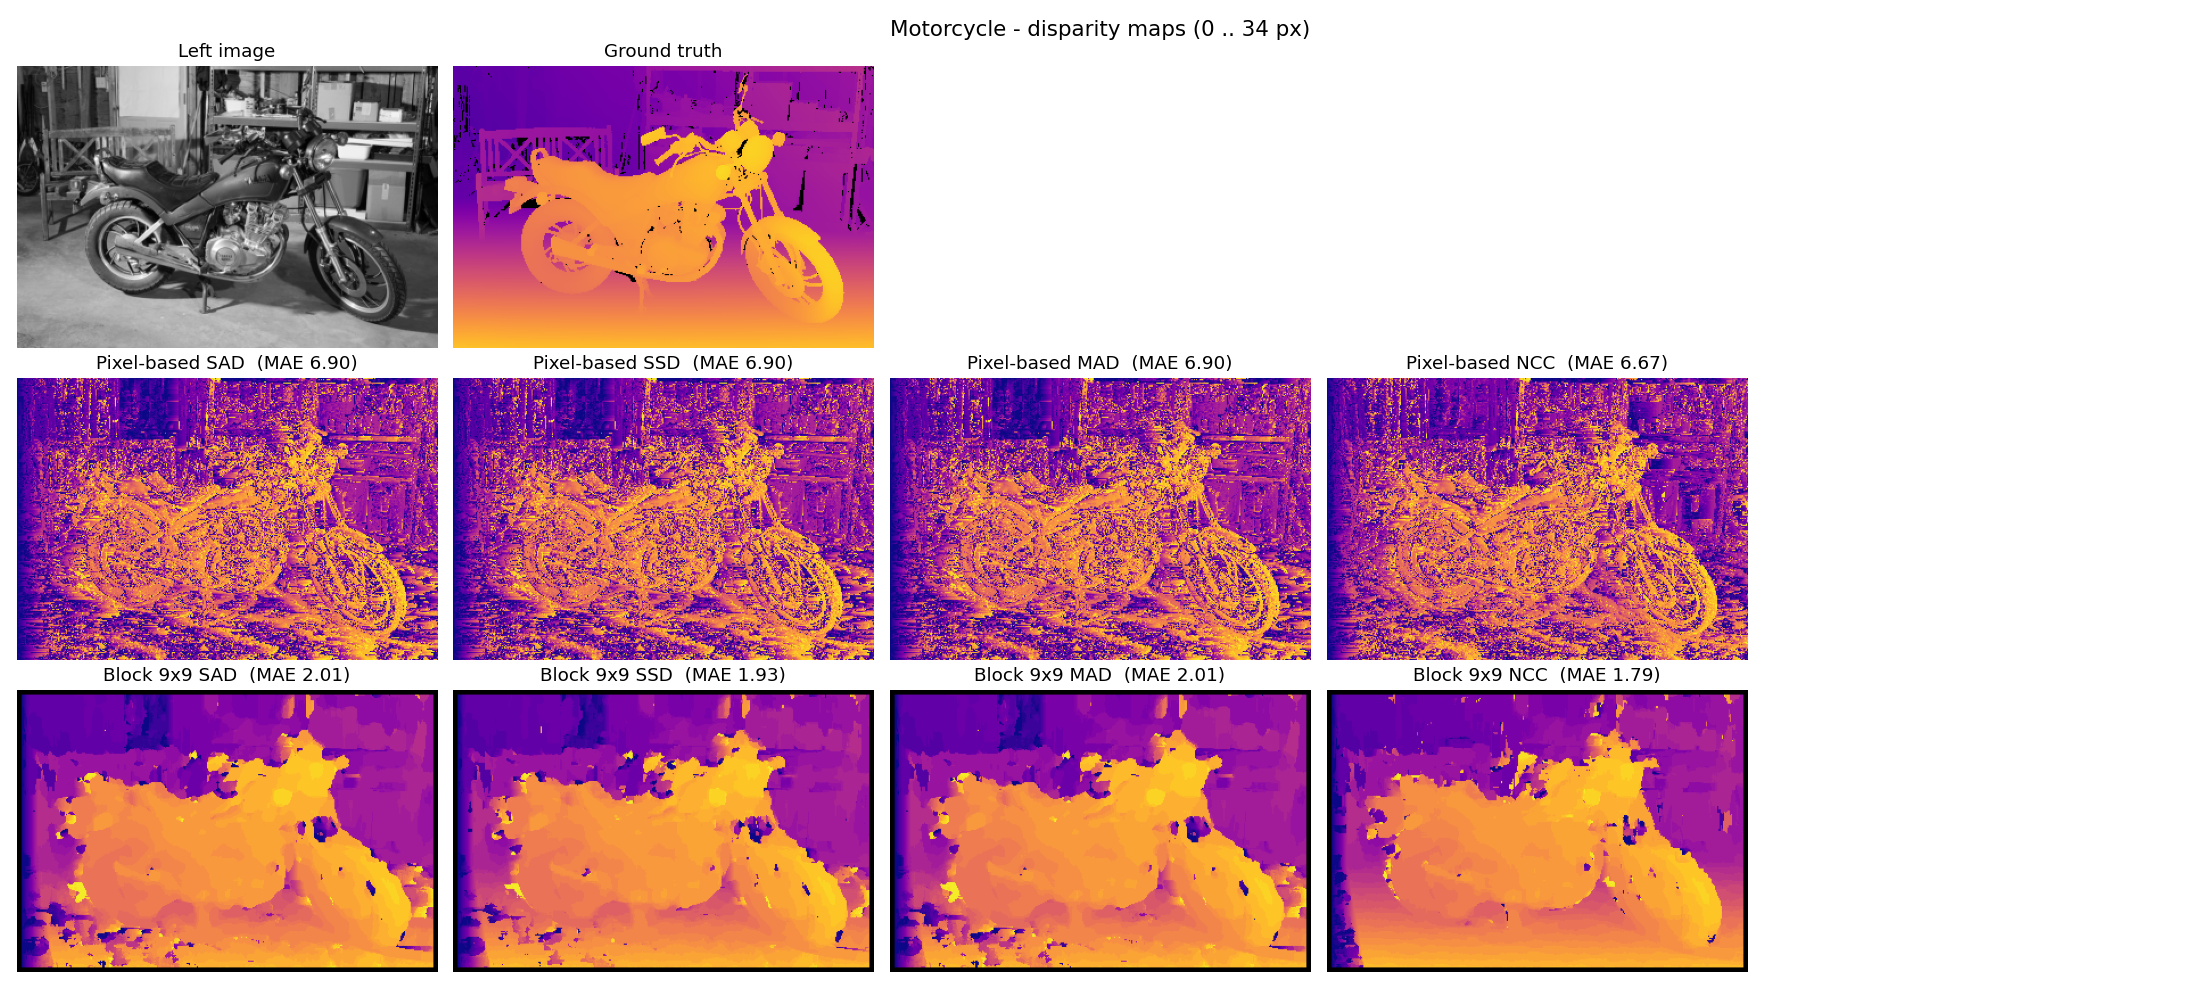 Motorcycle - disparity maps (0 .. 34 px)
Left image
Ground truth
Pixel-based SAD  (MAE 6.90)
Pixel-based SSD  (MAE 6.90)
Pixel-based MAD  (MAE 6.90)
Pixel-based NCC  (MAE 6.67)
Block 9x9 SAD  (MAE 2.01)
Block 9x9 SSD  (MAE 1.93)
Block 9x9 MAD  (MAE 2.01)
Block 9x9 NCC  (MAE 1.79)